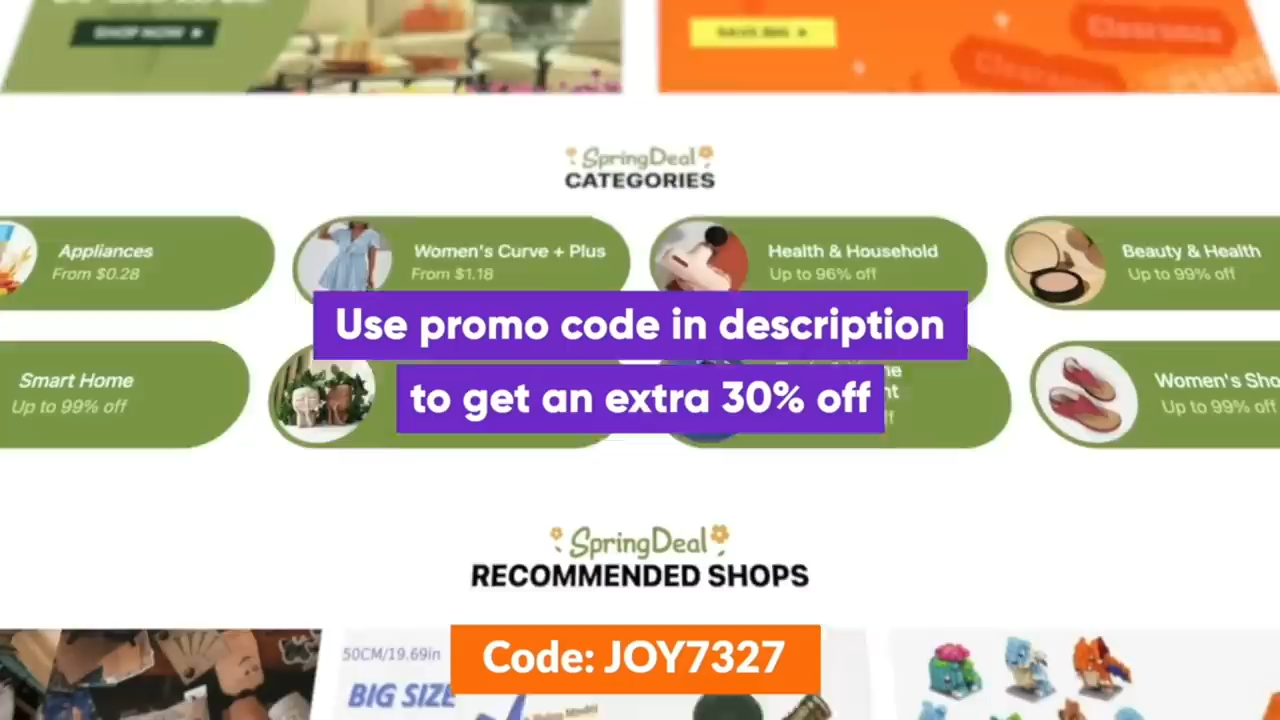 SHOP NOW
Clearance
Clearance
SpringDeal
CATEGORIES
Appliances
From $0.28
Women's Curve + Plus
From $1.18
Health & Household
Up to 96% off
Beauty & Health
Up to 99% off
Use promo code in description
to get an extra 30% off
Smart Home
Up to 99% off
Women's Sho
Up to 99% off
SpringDeal
RECOMMENDED SHOPS
Code: JOY7327
50CM/19.69in
BIG SIZE